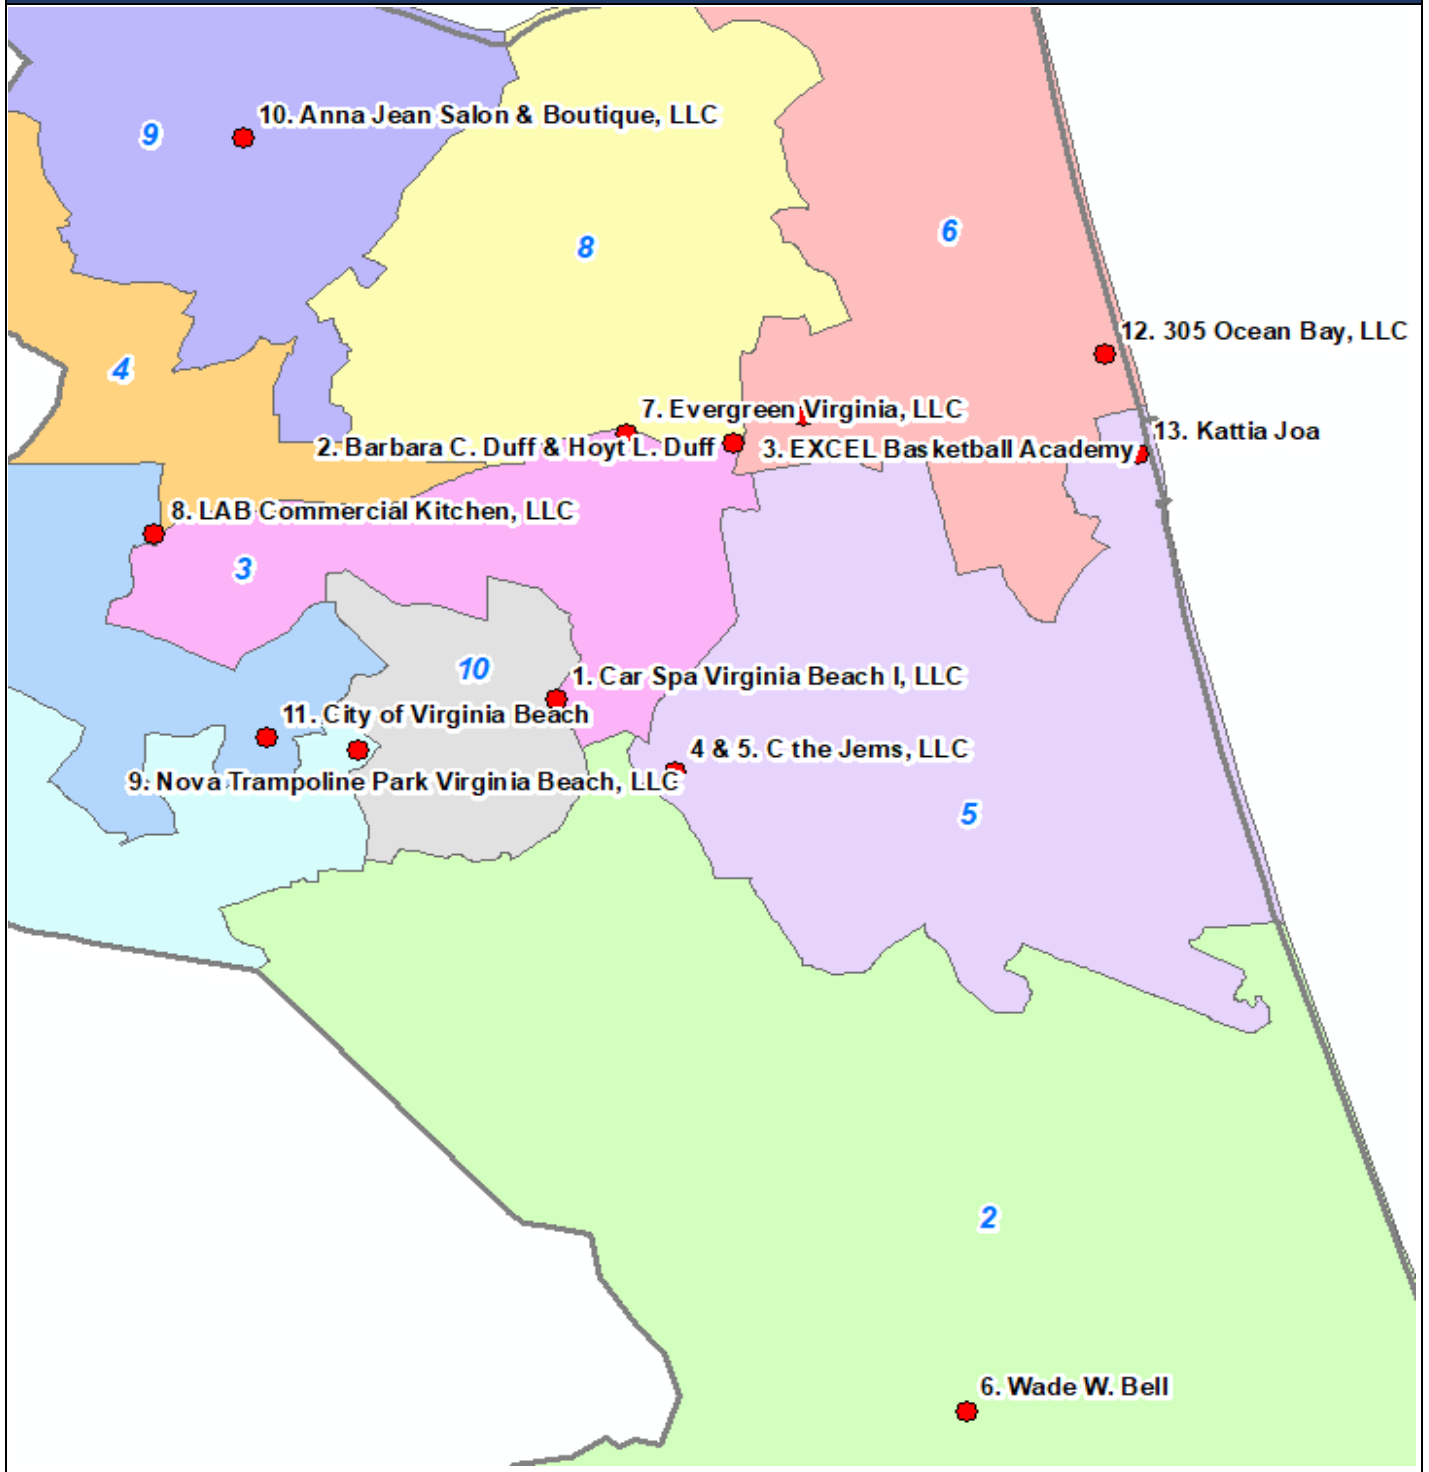 10. Anna Jean Salon & Boutique, LLC
9
8
6
12. 305 Ocean Bay, LLC
4
7. Evergreen Virginia, LLC
13. Kattia Joa
2. Barbara C. Duff & Hoyt L. Duff
3. EXCEL Basketball Academy
8. LAB Commercial Kitchen, LLC
3
10
1. Car Spa Virginia Beach I, LLC
11. City of Virginia Beach
4 & 5. C the Jems, LLC
9. Nova Trampoline Park Virginia Beach, LLC
5
2
6. Wade W. Bell